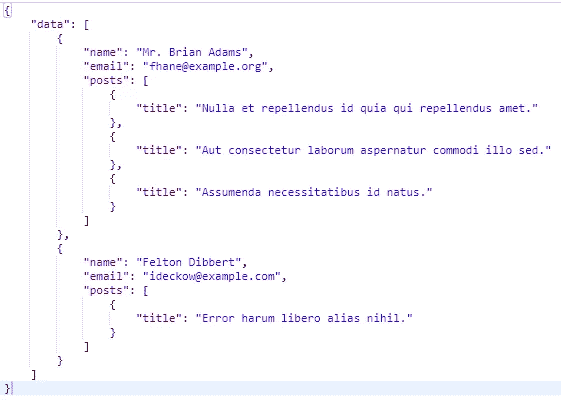 {
    "data": [
        {
            "name": "Mr. Brian Adams",
            "email": "fhane@example.org",
            "posts": [
                {
                    "title": "Nulla et repellendus id quia qui repellendus amet."
                },
                {
                    "title": "Aut consectetur laborum aspernatur commodi illo sed."
                },
                {
                    "title": "Assumenda necessitatibus id natus."
                }
            ]
        },
        {
            "name": "Felton Dibbert",
            "email": "ideckow@example.com",
            "posts": [
                {
                    "title": "Error harum libero alias nihil."
                }
            ]
        }
    ]
}